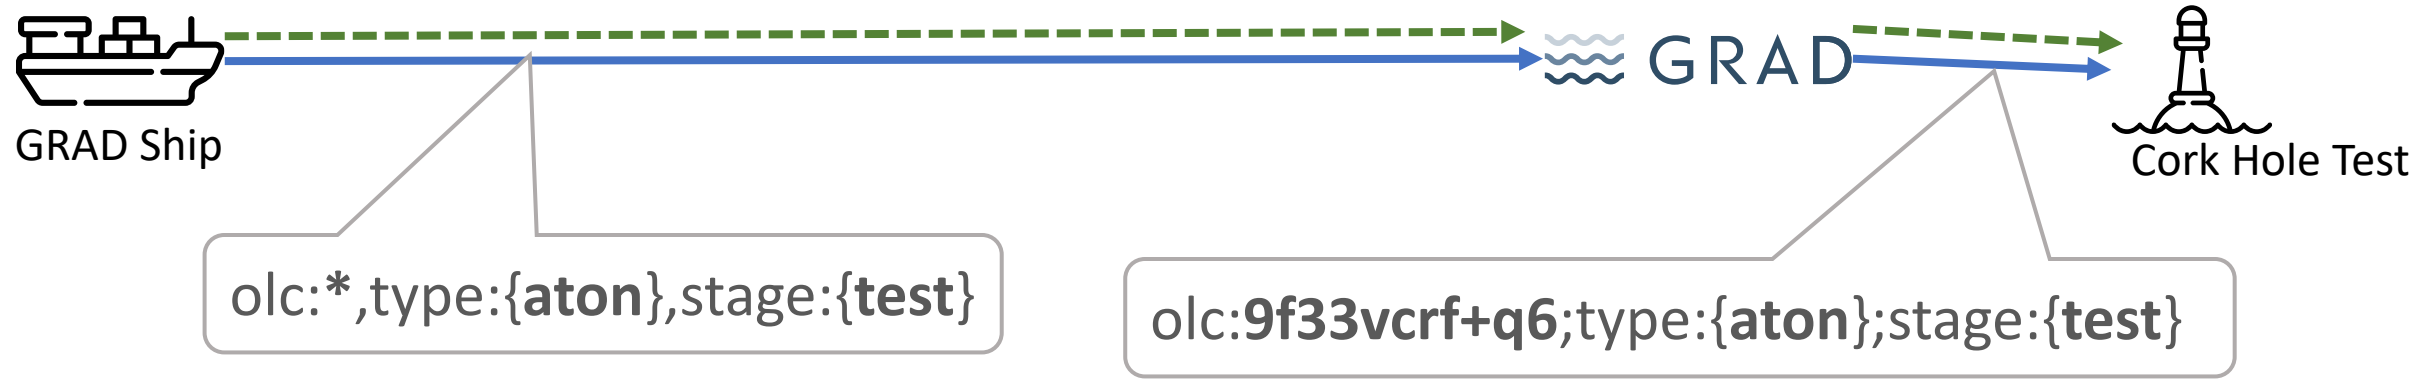 GRAD
GRAD Ship
Cork Hole Test
olc:*,type:{aton},stage:{test}
olc:9f33vcrf+q6;type:{aton};stage:{test}